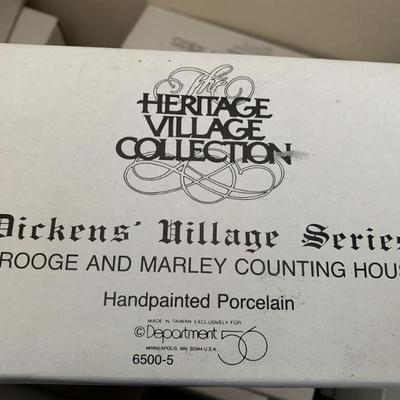 The
HERITAGE
VILLAGE
COLLECTION
Dickens' Village Series
ROOGE AND MARLEY COUNTING HOUS
Handpainted Porcelain
MADE IN TAIWAN EXCLUSIVELY FOR
© Department 56
MINNEAPOLIS, MN. 55344 U.S.A.
6500-5